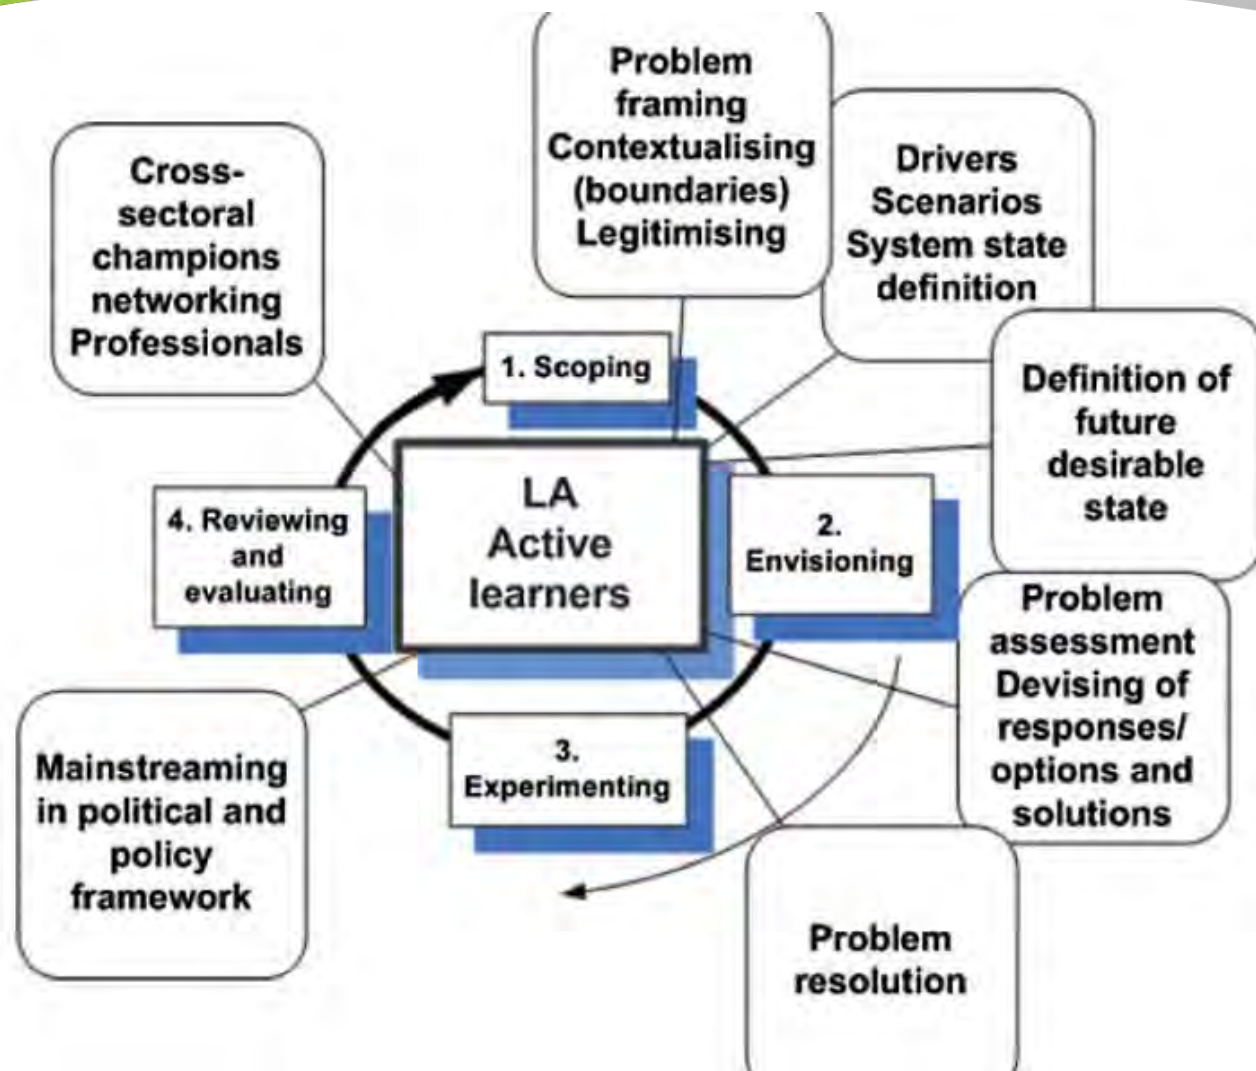 Problem
framing
Contextualising
(boundaries)
Legitimising
Drivers
Scenarios
System state
definition
Cross-
sectoral
champions
networking
Professionals
1. Scoping
Definition of
future
desirable
state
LA
Active
learners
2.
Envisioning
4. Reviewing
and
evaluating
Problem
assessment
Devising of
responses/
options and
solutions
3.
Experimenting
Mainstreaming
in political and
policy
framework
Problem
resolution